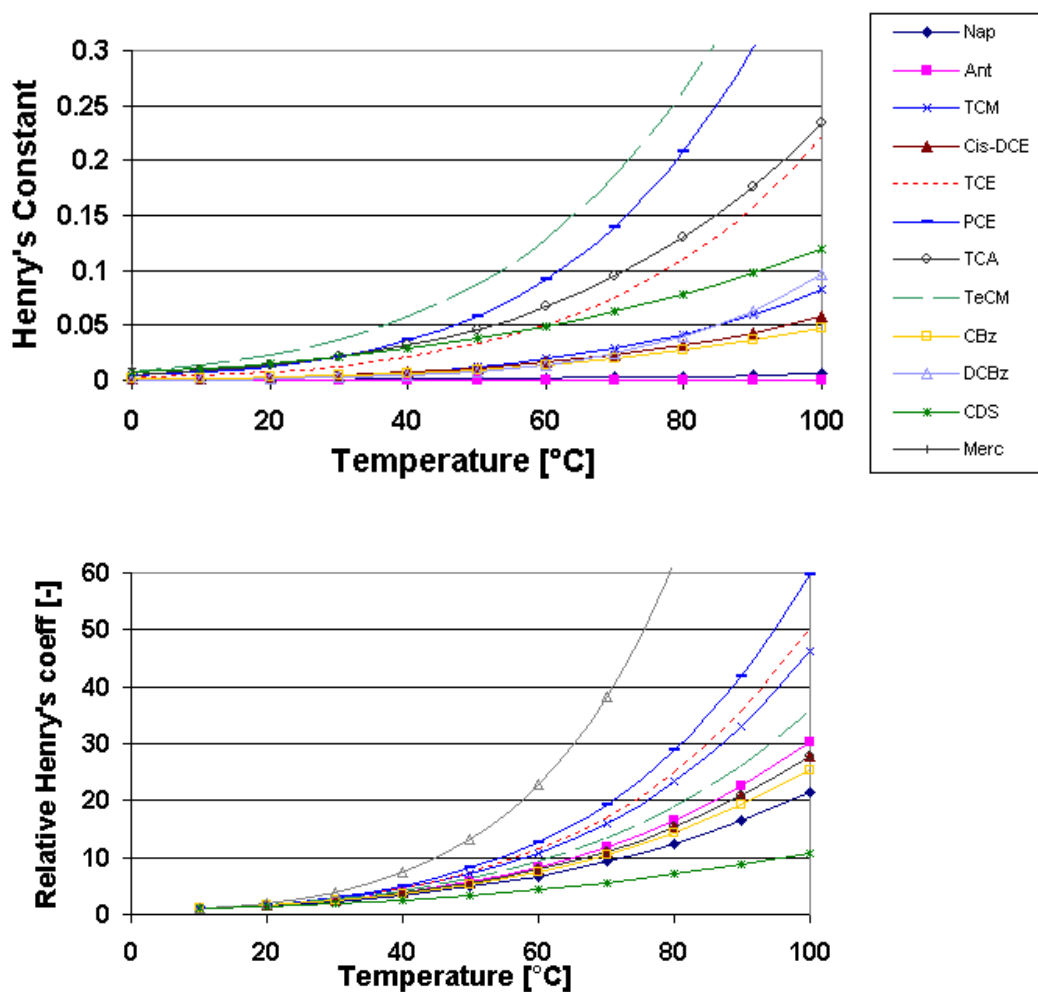 Henry's Constant
0.3
0.25
0.2
0.15
0.1
0.05
0
0 20 40 60 80 100
Temperature [°C]
Nap
Ant
TCM
Cis-DCE
TCE
PCE
TCA
TeCM
CBz
DCBz
CDS
Merc
Relative Henry's coeff [-]
60
50
40
30
20
10
0
0 20 40 60 80 100
Temperature [°C]